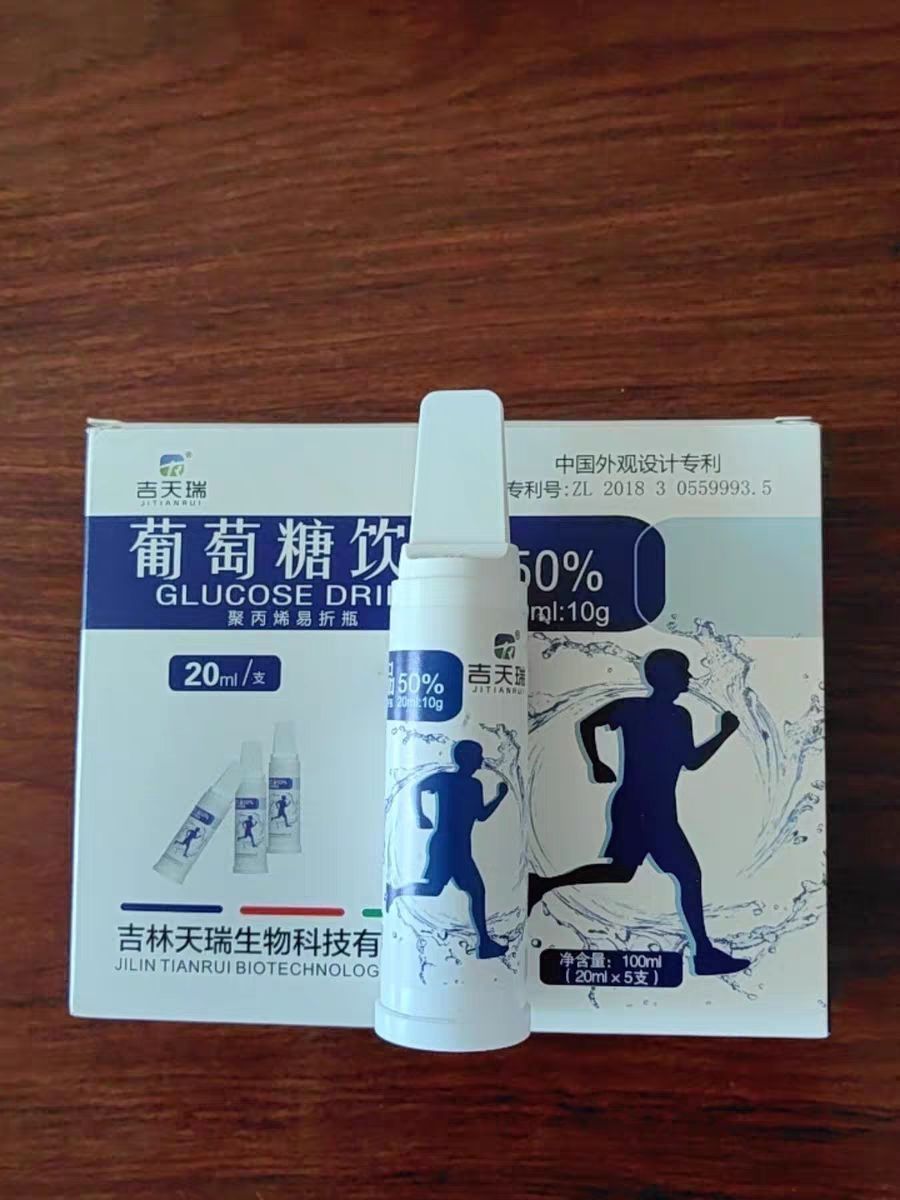 吉天瑞
JITIANRUI
葡萄糖饮
GLUCOSE DRI
聚丙烯易折瓶
20ml/支
吉林天瑞生物科技有
JILIN TIANRUI BIOTECHNOLOG
中国外观设计专利
专利号:ZL 2018 3 0559993.5
50%
ml:10g
净含量: 100ml
(20ml×5支)
吉天瑞
JITIANRUI
50%
20ml:10g